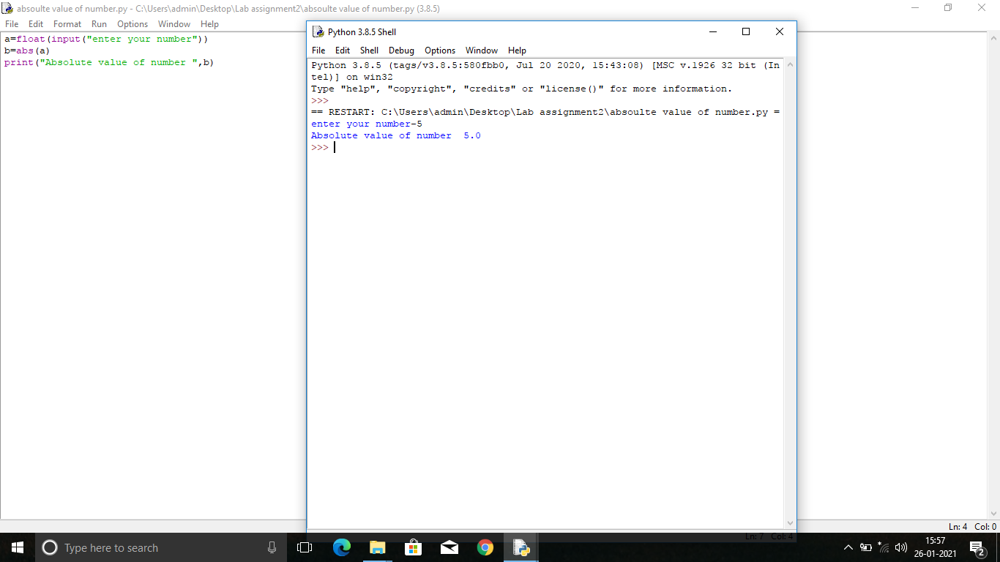 absoulte value of number.py - C:\Users\admin\Desktop\Lab assignment2\absoulte value of number.py (3.8.5)
File Edit Format Run Options Window Help
a=float(input("enter your number"))
b=abs(a)
print("Absolute value of number ",b)
Python 3.8.5 Shell
File Edit Shell Debug Options Window Help
Python 3.8.5 (tags/v3.8.5:580fbb0, Jul 20 2020, 15:43:08) [MSC v.1926 32 bit (In
tel)] on win32
Type "help", "copyright", "credits" or "license()" for more information.
>>>
== RESTART: C:\Users\admin\Desktop\Lab assignment2\absoulte value of number.py =
enter your number-5
Absolute value of number  5.0
>>>
Ln: 4 Col: 0
Ln: 7 Col: 4
Type here to search
15:57
26-01-2021
2